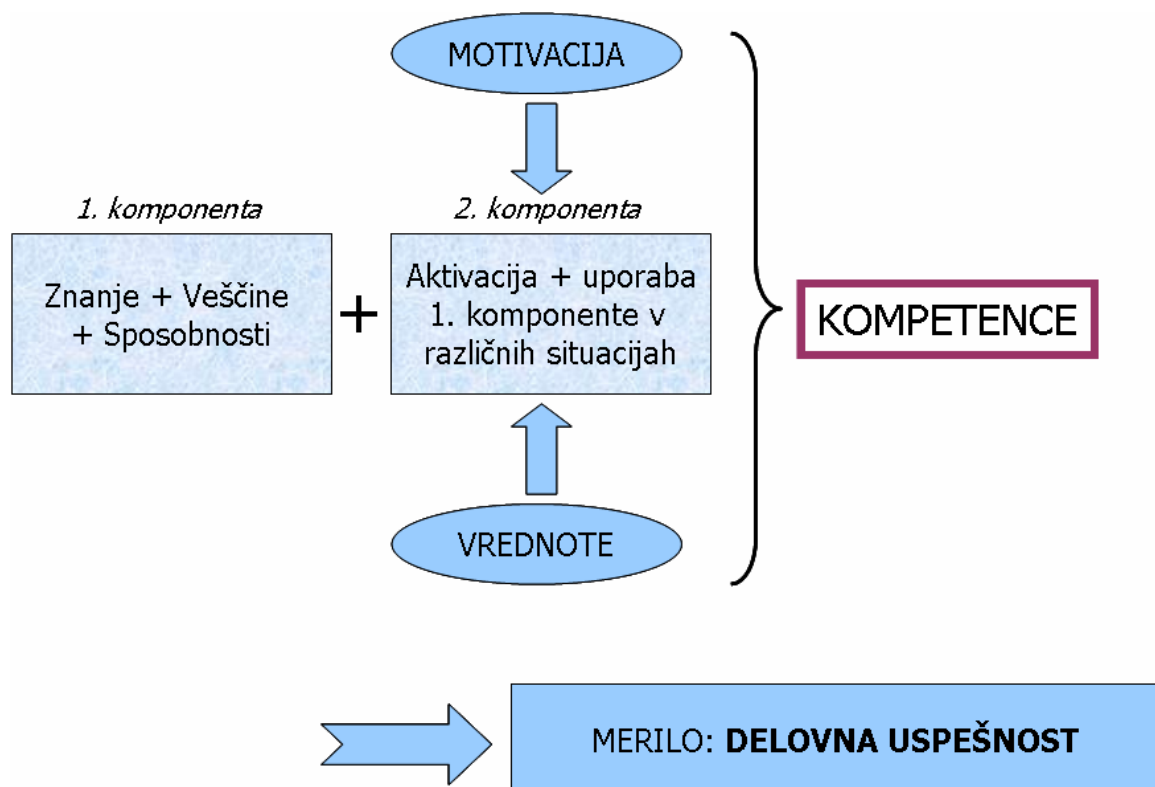 MOTIVACIJA
1. komponenta
2. komponenta
Znanje + Veščine
+ Sposobnosti
+
Aktivacija + uporaba
1. komponente v
različnih situacijah
KOMPETENCE
VREDNOTE
MERILO: DELOVNA USPEŠNOST